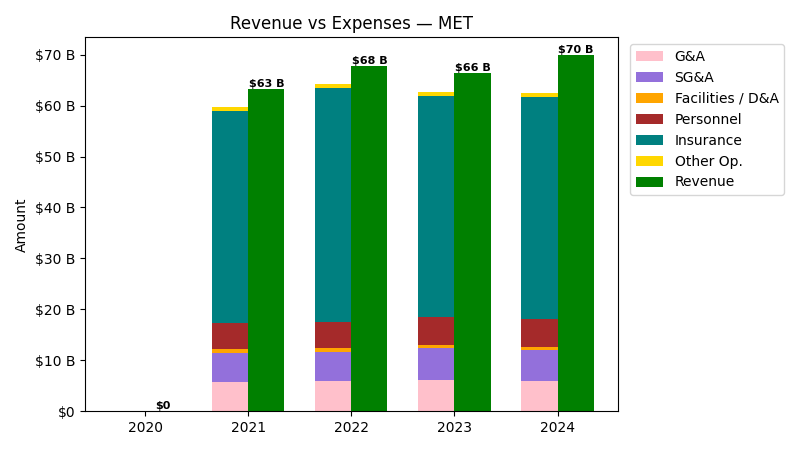 Revenue vs Expenses — MET
Amount
$70 B
$60 B
$50 B
$40 B
$30 B
$20 B
$10 B
$0
$0
$63 B
$68 B
$66 B
$70 B
2020
2021
2022
2023
2024
G&A
SG&A
Facilities / D&A
Personnel
Insurance
Other Op.
Revenue